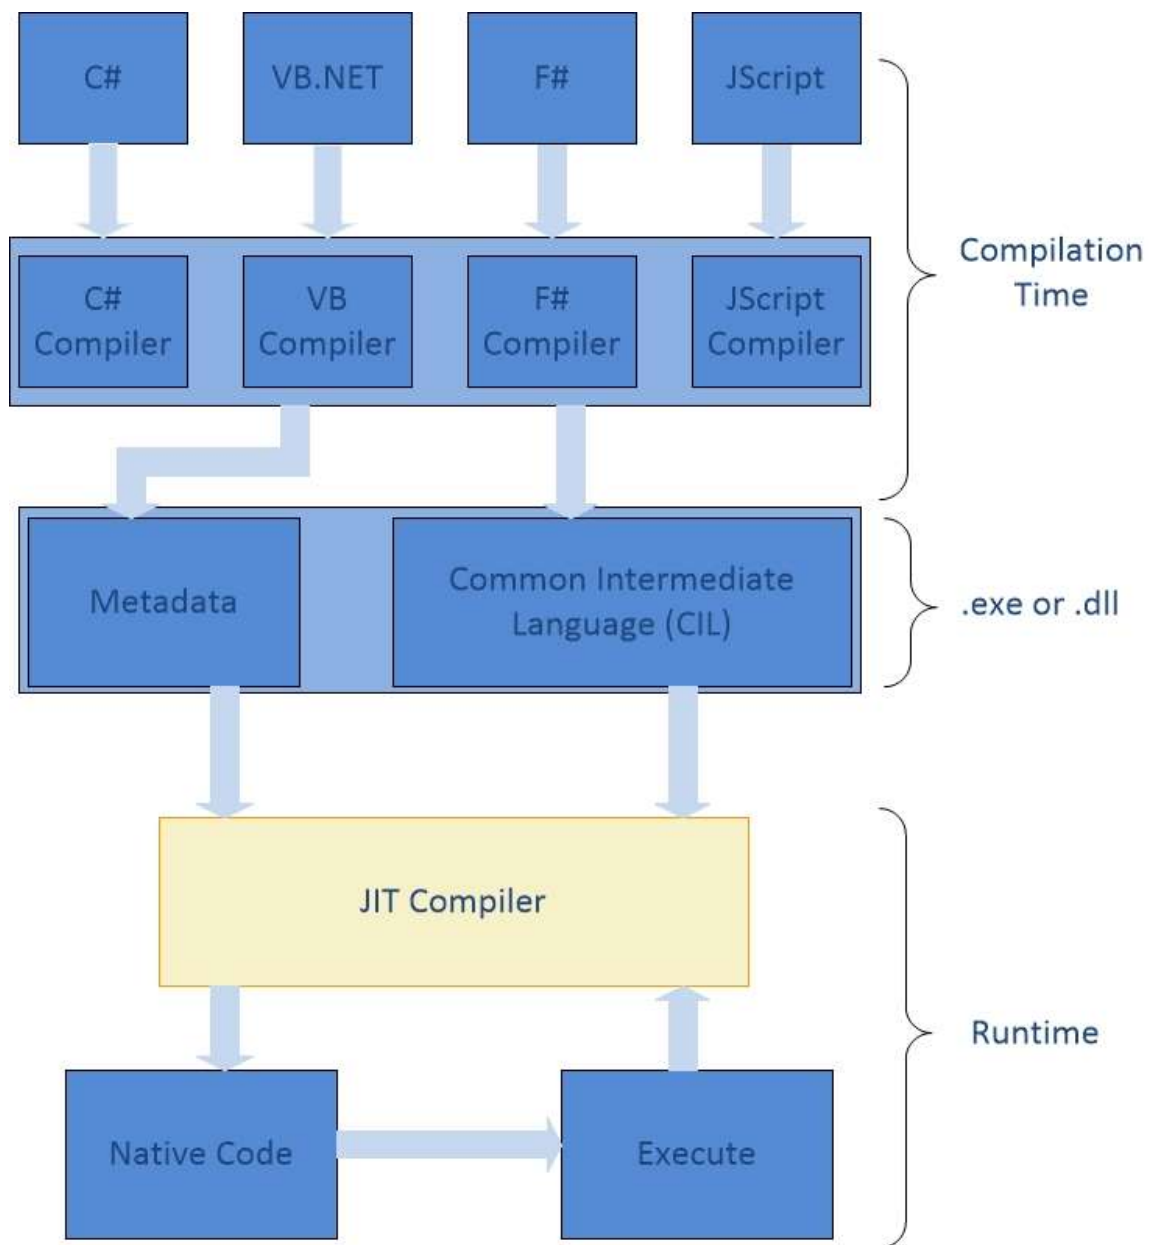 C#
VB.NET
F#
JScript
Compilation
Time
C#
Compiler
VB
Compiler
F#
Compiler
JScript
Compiler
Metadata
Common Intermediate
Language (CIL)
.exe or .dll
JIT Compiler
Runtime
Native Code
Execute